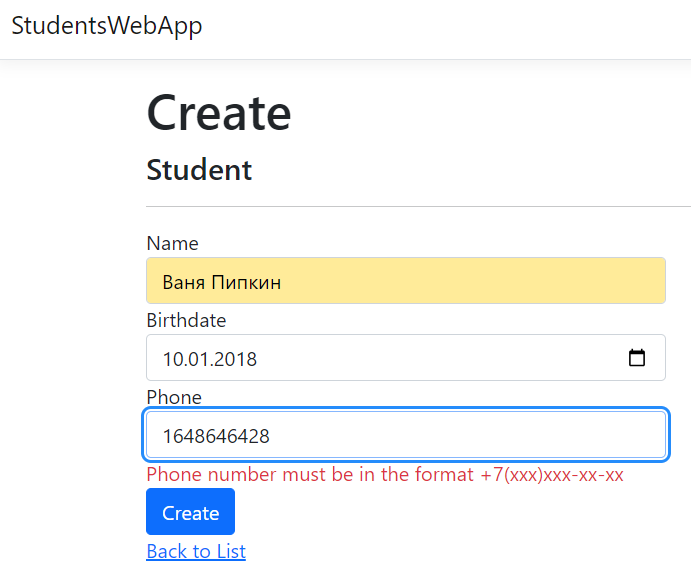 StudentsWebApp
Create
Student
Name
Ваня Пипкин
Birthdate
10.01.2018
Phone
1648646428
Phone number must be in the format +7(xxx)xxx-xx-xx
Create
Back to List